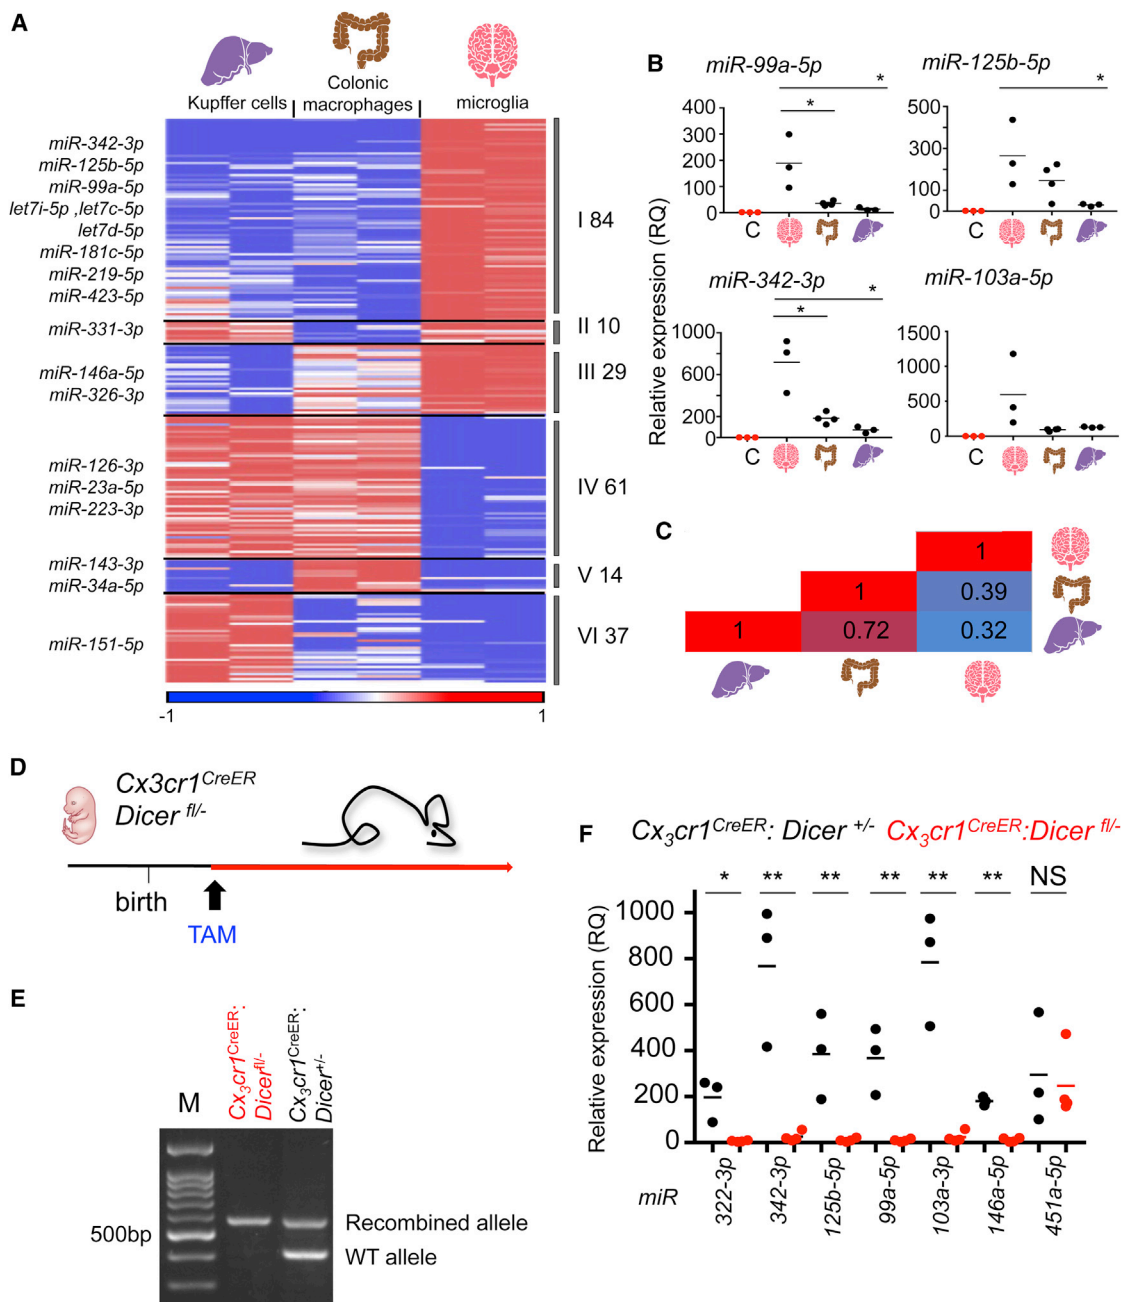 A
Kupffer cells
Colonic
macrophages
microglia
miR-342-3p
miR-125b-5p
miR-99a-5p
let7i-5p ,let7c-5p
let7d-5p
miR-181c-5p
miR-219-5p
miR-423-5p
miR-331-3p
miR-146a-5p
miR-326-3p
miR-126-3p
miR-23a-5p
miR-223-3p
miR-143-3p
miR-34a-5p
miR-151-5p
I 84
II 10
III 29
IV 61
V 14
VI 37
-1
1
B
Relative expression (RQ)
miR-99a-5p
*
*
400
300
200
100
0
C
miR-125b-5p
*
500
300
100
0
miR-342-3p
*
*
1000
800
600
400
200
0
C
miR-103a-5p
1500
1000
500
0
C
1
1
0.39
1
0.72
0.32
D
Cx3cr1CreER
Dicer fl/-
birth
TAM
E
M
Cx3cr1CreER:
Dicerfl/-
Cx3cr1CreER:
Dicer+/-
500bp
Recombined allele
WT allele
F
Cx3cr1CreER: Dicer +/- Cx3cr1CreER:Dicer fl/-
* ** ** ** ** ** NS
Relative expression (RQ)
1000
800
600
400
200
0
miR
322-3p
342-3p
125b-5p
99a-5p
103a-3p
146a-5p
451a-5p